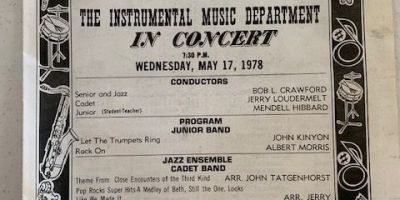 THE INSTRUMENTAL MUSIC DEPARTMENT
IN CONCERT
7:30 P.M.
WEDNESDAY, MAY 17, 1978
CONDUCTORS
Senior and Jazz BOB L. CRAWFORD
Cadet JERRY LOUDERMELT
Junior (Student-Teacher) MENDELL HIBBARD
PROGRAM
JUNIOR BAND
Let The Trumpets Ring JOHN KINYON
Rock On ALBERT MORRIS
JAZZ ENSEMBLE
CADET BAND
Theme From Close Encounters of the Third Kind ARR. JOHN TATGENHORST
Pop Rocks Super Hits A Medley of Beth, Still the One, Looks
Like We Made It ARR. JERRY